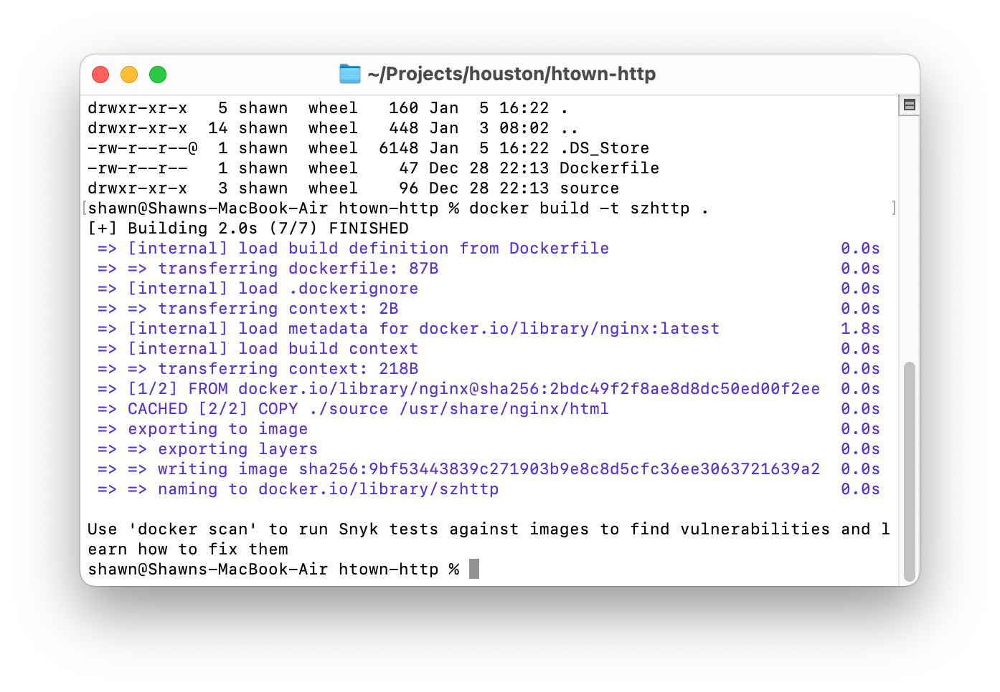 ~/Projects/houston/htown-http
drwxr-xr-x   5 shawn  wheel   160 Jan  5 16:22 .
drwxr-xr-x  14 shawn  wheel   448 Jan  3 08:02 ..
-rw-r--r--@  1 shawn  wheel  6148 Jan  5 16:22 .DS_Store
-rw-r--r--   1 shawn  wheel    47 Dec 28 22:13 Dockerfile
drwxr-xr-x   3 shawn  wheel    96 Dec 28 22:13 source
[shawn@Shawns-MacBook-Air htown-http % docker build -t szhttp .                  ]
[+] Building 2.0s (7/7) FINISHED
 => [internal] load build definition from Dockerfile                       0.0s
 => => transferring dockerfile: 87B                                        0.0s
 => [internal] load .dockerignore                                          0.0s
 => => transferring context: 2B                                            0.0s
 => [internal] load metadata for docker.io/library/nginx:latest            1.8s
 => [internal] load build context                                          0.0s
 => => transferring context: 218B                                          0.0s
 => [1/2] FROM docker.io/library/nginx@sha256:2bdc49f2f8ae8d8dc50ed00f2ee  0.0s
 => CACHED [2/2] COPY ./source /usr/share/nginx/html                       0.0s
 => exporting to image                                                     0.0s
 => => exporting layers                                                    0.0s
 => => writing image sha256:9bf53443839c271903b9e8c8d5cfc36ee3063721639a2  0.0s
 => => naming to docker.io/library/szhttp                                  0.0s
Use 'docker scan' to run Snyk tests against images to find vulnerabilities and l
earn how to fix them
shawn@Shawns-MacBook-Air htown-http %